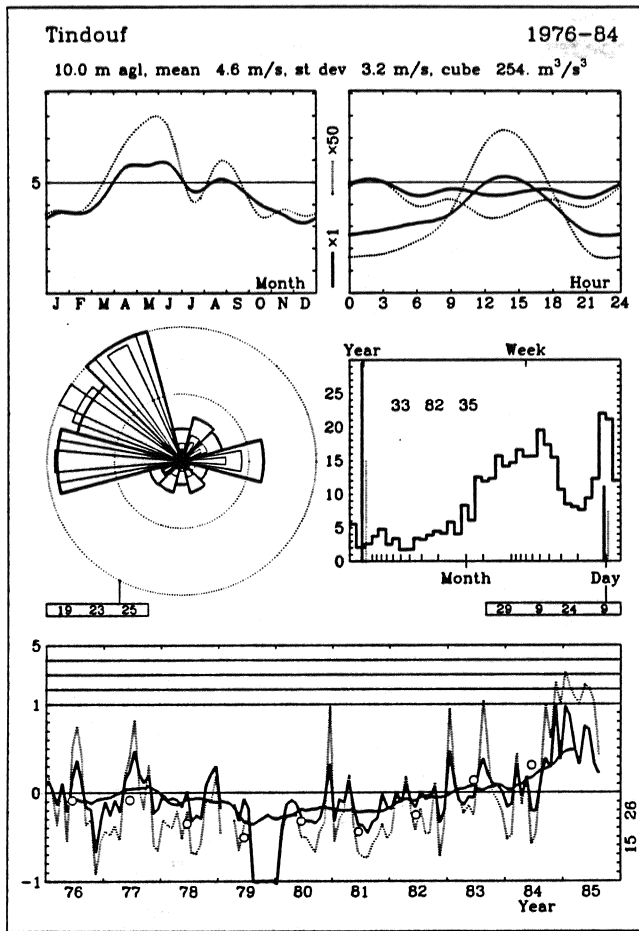 Tindouf 1976-84
10.0 m agl, mean 4.6 m/s, st dev 3.2 m/s, cube 254. m³/s³
5
Month
J F M A M J J A S O N D
×1 ×50
Hour
0 3 6 9 12 15 18 21 24
Year Week
33 82 35
25
20
15
10
5
0
Month Day
19 23 25
29 9 24 9
5
1
0
-1
76 77 78 79 80 81 82 83 84 85
Year
15 26